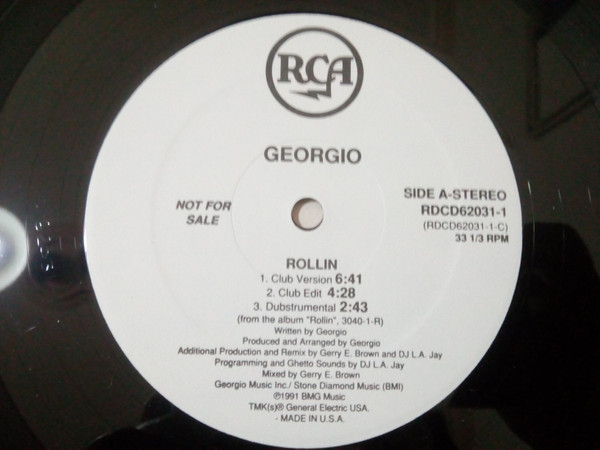 RCA
GEORGIO
NOT FOR
SALE
SIDE A-STEREO
RDCD62031-1
(RDCD62031-1-C)
33 1/3 RPM
ROLLIN
1. Club Version 6:41
2. Club Edit 4:28
3. Dubstrumental 2:43
(from the album "Rollin", 3040-1-R)
Written by Georgio
Produced and Arranged by Georgio
Additional Production and Remix by Gerry E. Brown and DJ L.A. Jay
Programming and Ghetto Sounds by DJ L.A. Jay
Mixed by Gerry E. Brown
Georgio Music Inc./ Stone Diamond Music (BMI)
℗1991 BMG Music
TMK(s)® General Electric USA.
- MADE IN U.S.A.